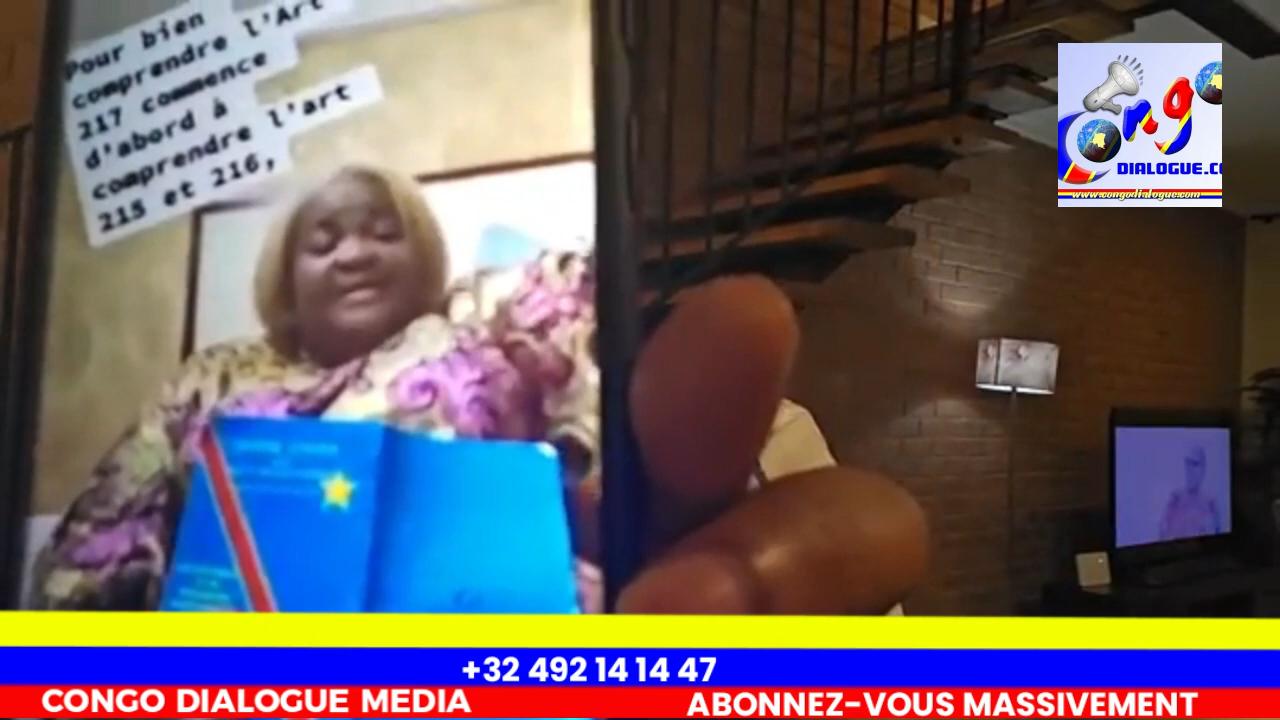 Pour bien
comprendre l'Art
217 commence
d'abord à
comprendre l'art
215 et 216,
Congo
DIALOGUE.C
www.congodialogue.com
+32 492 14 14 47
CONGO DIALOGUE MEDIA
ABONNEZ-VOUS MASSIVEMENT